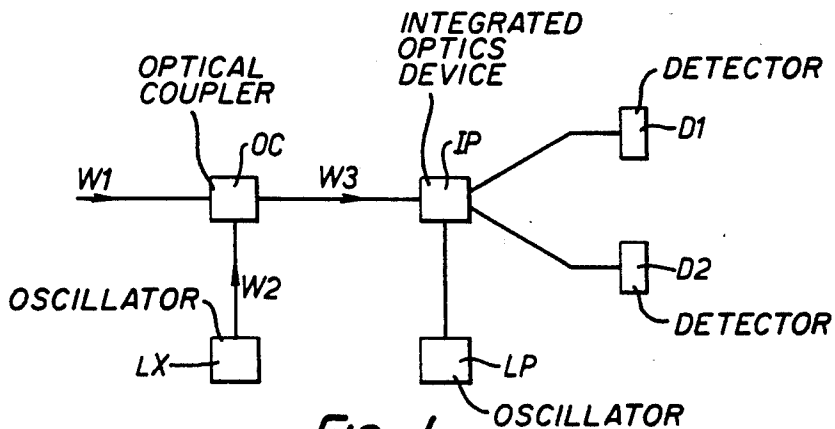 INTEGRATED
OPTICS
DEVICE
OPTICAL
COUPLER
DETECTOR
D1
OC
IP
W1
W3
W2
D2
OSCILLATOR
DETECTOR
LX
LP
OSCILLATOR